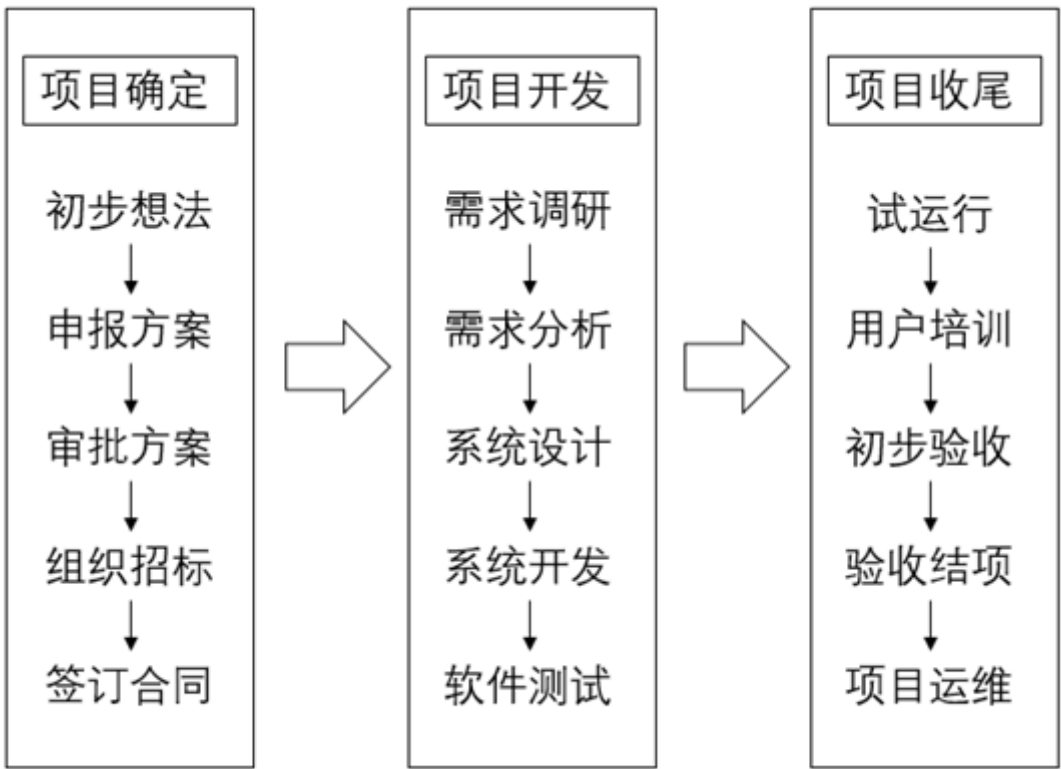 项目确定
初步想法
申报方案
审批方案
组织招标
签订合同
项目开发
需求调研
需求分析
系统设计
系统开发
软件测试
项目收尾
试运行
用户培训
初步验收
验收结项
项目运维